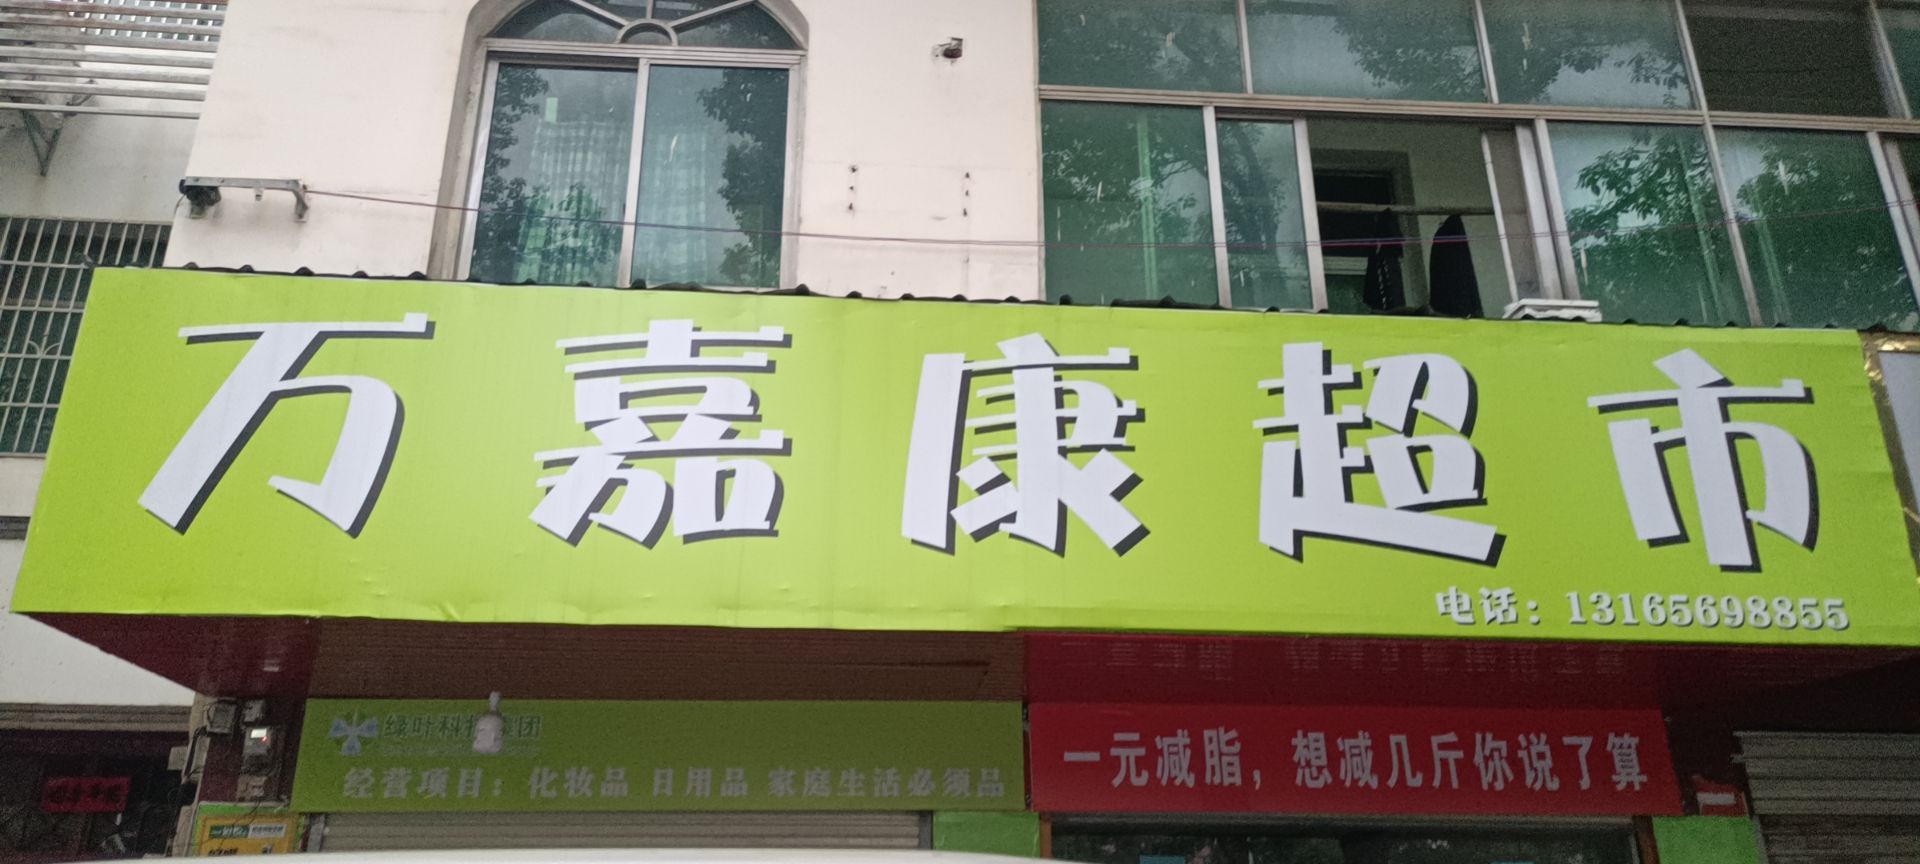 万嘉康超市
电话：13165698855
绿叶科技集团
经营项目：化妆品 日用品 家庭生活必须品
一元减脂，想减几斤你说了算